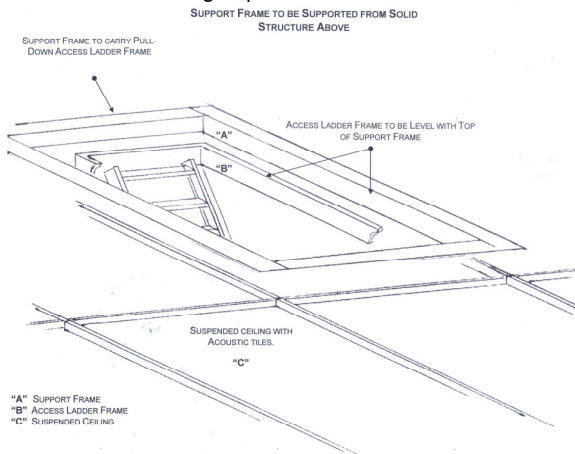 SUPPORT FRAME TO BE SUPPORTED FROM SOLID
STRUCTURE ABOVE
SUPPORT FRAME TO CARRY PULL-
DOWN ACCESS LADDER FRAME
ACCESS LADDER FRAME TO BE LEVEL WITH TOP
OF SUPPORT FRAME
"A"
"B"
SUSPENDED CEILING WITH
ACOUSTIC TILES.
"C"
"A" SUPPORT FRAME
"B" ACCESS LADDER FRAME
"C" SUSPENDED CEILING